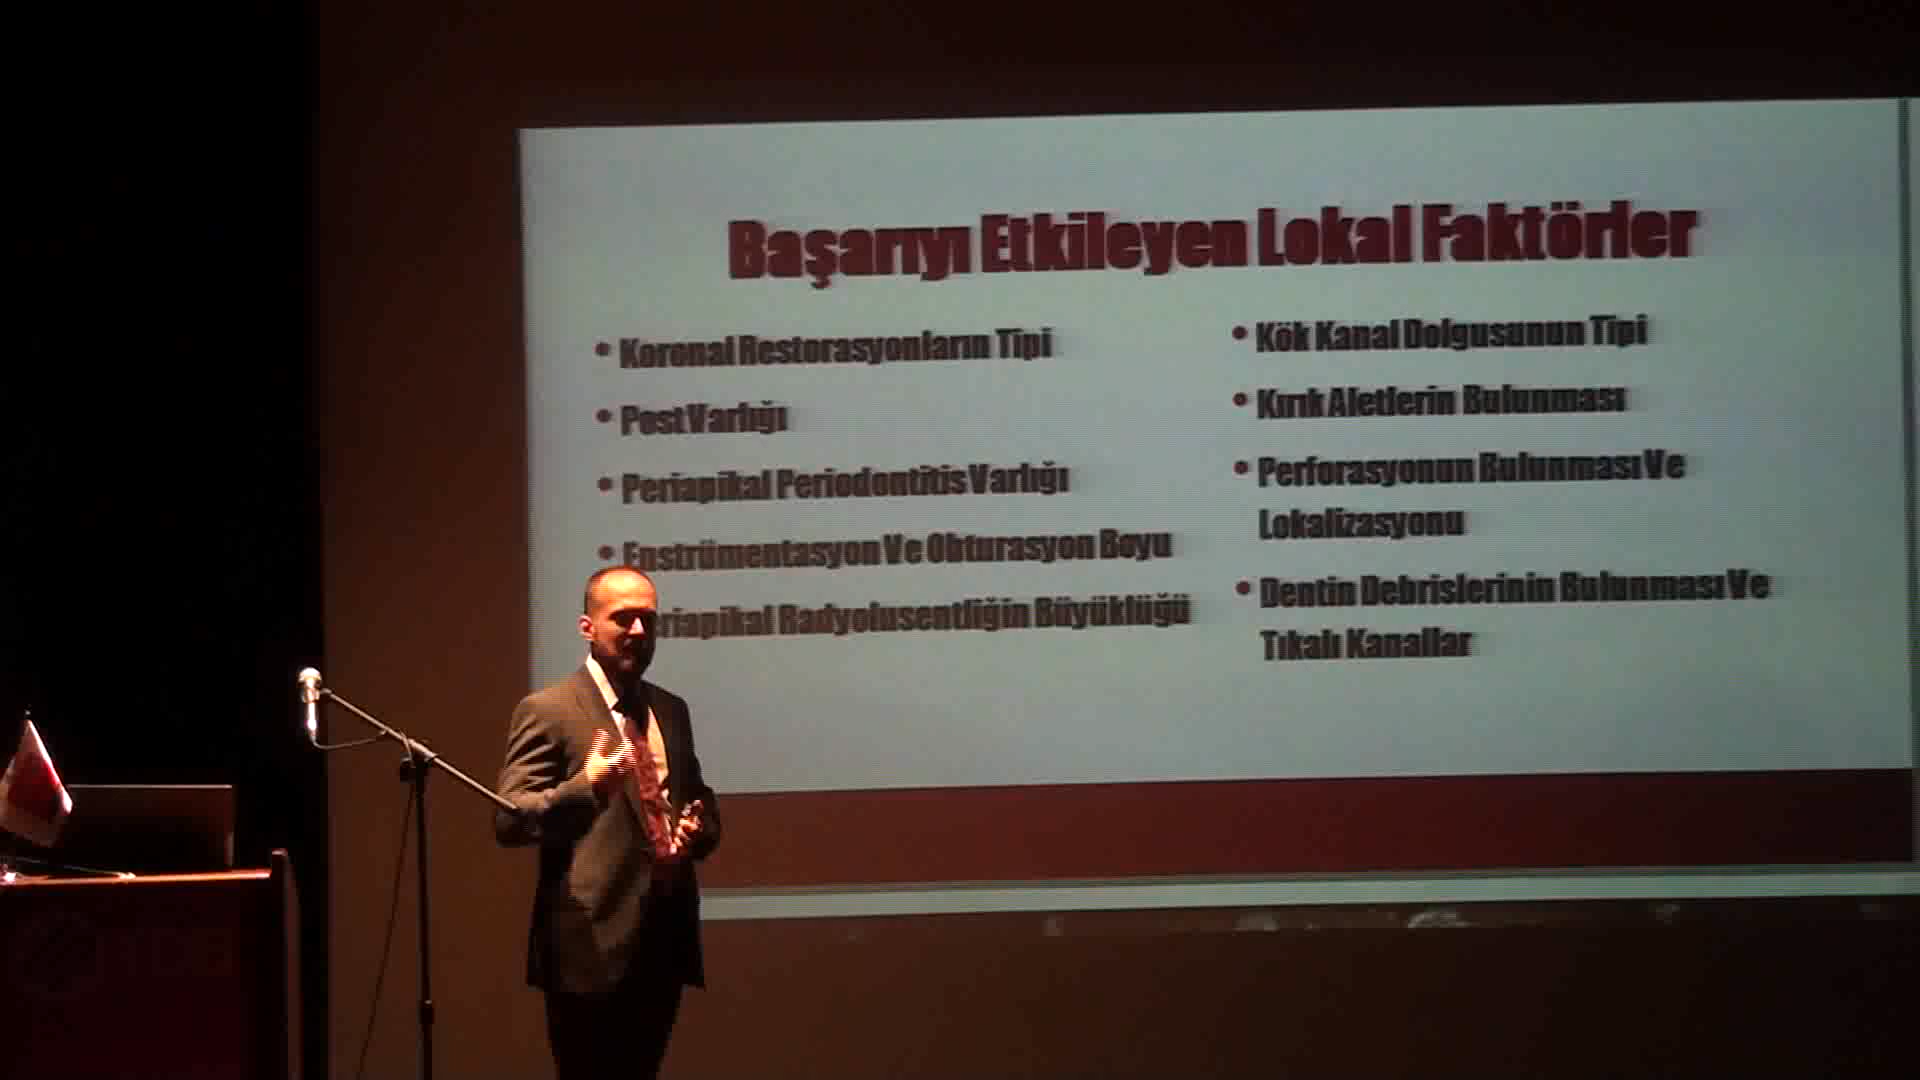 Başarıyı Etkileyen Lokal Faktörler
• Koronal Restorasyonların Tipi
• Post Varlığı
• Periapikal Periodontitis Varlığı
• Enstrümentasyon Ve Obturasyon Boyu
Periapikal Radyolusentliğin Büyüklüğü
• Kök Kanal Dolgusunun Tipi
• Kırık Aletlerin Bulunması
• Perforasyonun Bulunması Ve
Lokalizasyonu
• Dentin Debrislerinin Bulunması Ve
Tıkalı Kanallar